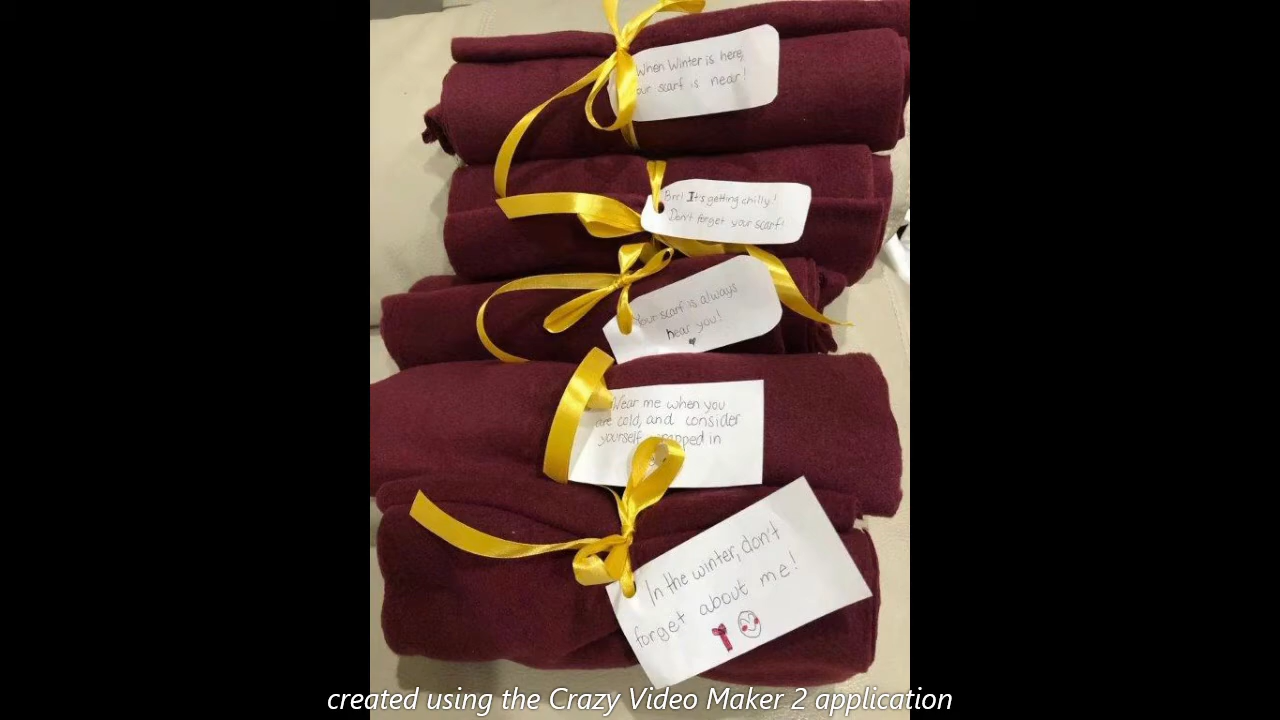 When Winter is here,
our scarf is near!
Brr! It's getting chilly!
Don't forget your scarf!
Your scarf is always
near you!
Wear me when you
are cold, and consider
yourself wrapped in
In the winter, don't
forget about me!
created using the Crazy Video Maker 2 application